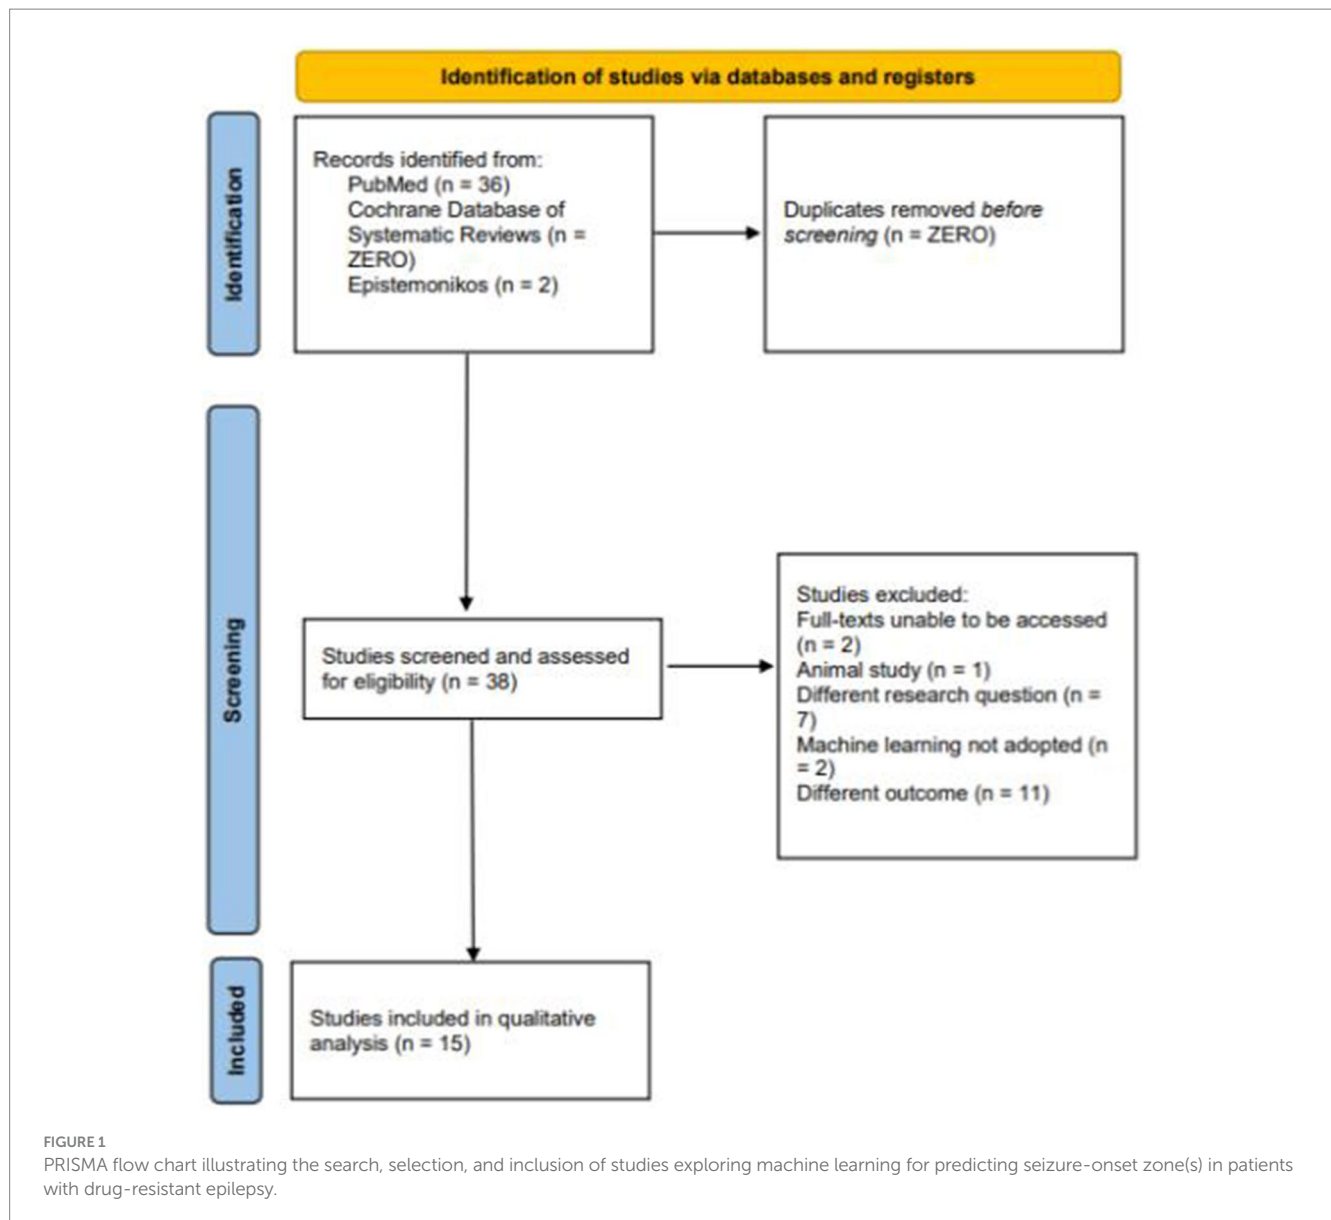 Identification of studies via databases and registers
Identification
Records identified from:
PubMed (n = 36)
Cochrane Database of
Systematic Reviews (n =
ZERO)
Epistemonikos (n = 2)
Duplicates removed before
screening (n = ZERO)
Screening
Studies screened and assessed
for eligibility (n = 38)
Studies excluded:
Full-texts unable to be accessed
(n = 2)
Animal study (n = 1)
Different research question (n =
7)
Machine learning not adopted (n
= 2)
Different outcome (n = 11)
Included
Studies included in qualitative
analysis (n = 15)
FIGURE 1
PRISMA flow chart illustrating the search, selection, and inclusion of studies exploring machine learning for predicting seizure-onset zone(s) in patients
with drug-resistant epilepsy.